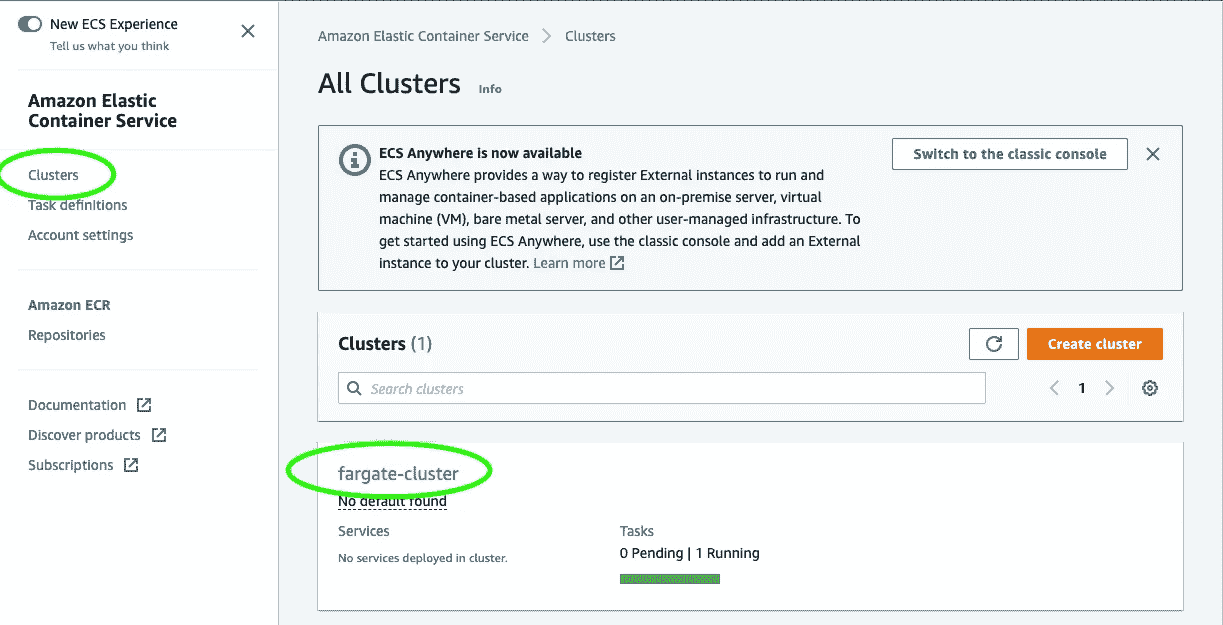 New ECS Experience
Tell us what you think
Amazon Elastic
Container Service
Clusters
Task definitions
Account settings
Amazon ECR
Repositories
Documentation
Discover products
Subscriptions
Amazon Elastic Container Service > Clusters
All Clusters Info
ECS Anywhere is now available
ECS Anywhere provides a way to register External instances to run and
manage container-based applications on an on-premise server, virtual
machine (VM), bare metal server, and other user-managed infrastructure. To
get started using ECS Anywhere, use the classic console and add an External
instance to your cluster. Learn more
Switch to the classic console
Clusters (1)
Create cluster
Search clusters
1
fargate-cluster
No default found
Services
No services deployed in cluster.
Tasks
0 Pending | 1 Running